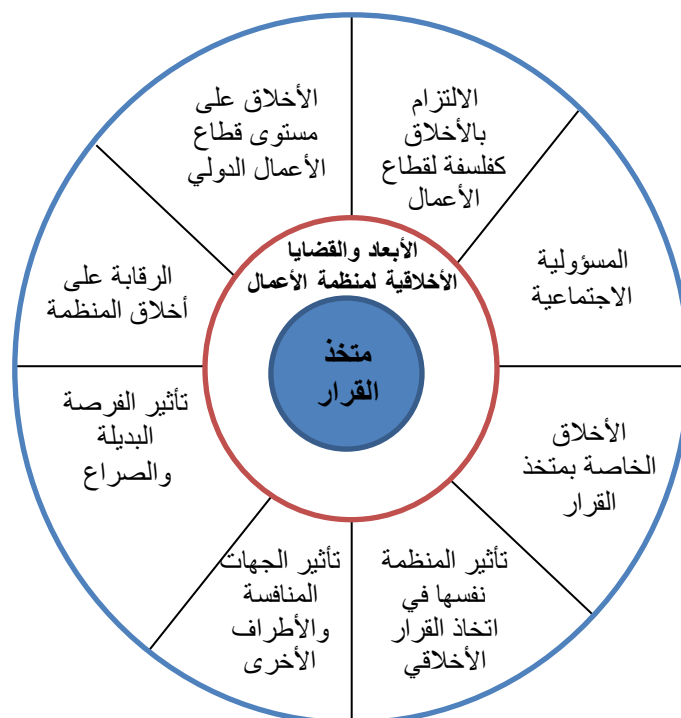 الالتزام
بالأخلاق
كفلسفة لقطاع
الأعمال
الأخلاق على
مستوى قطاع
الأعمال الدولي
المسؤولية
الاجتماعية
الرقابة على
أخلاق المنظمة
الأبعاد والقضايا
الأخلاقية لمنظمة الأعمال
متخذ
القرار
الأخلاق
الخاصة بمتخذ
القرار
تأثير الفرصة
البديلة
والصراع
تأثير المنظمة
نفسها في
اتخاذ القرار
الأخلاقي
تأثير الجهات
المنافسة
والأطراف
الأخرى